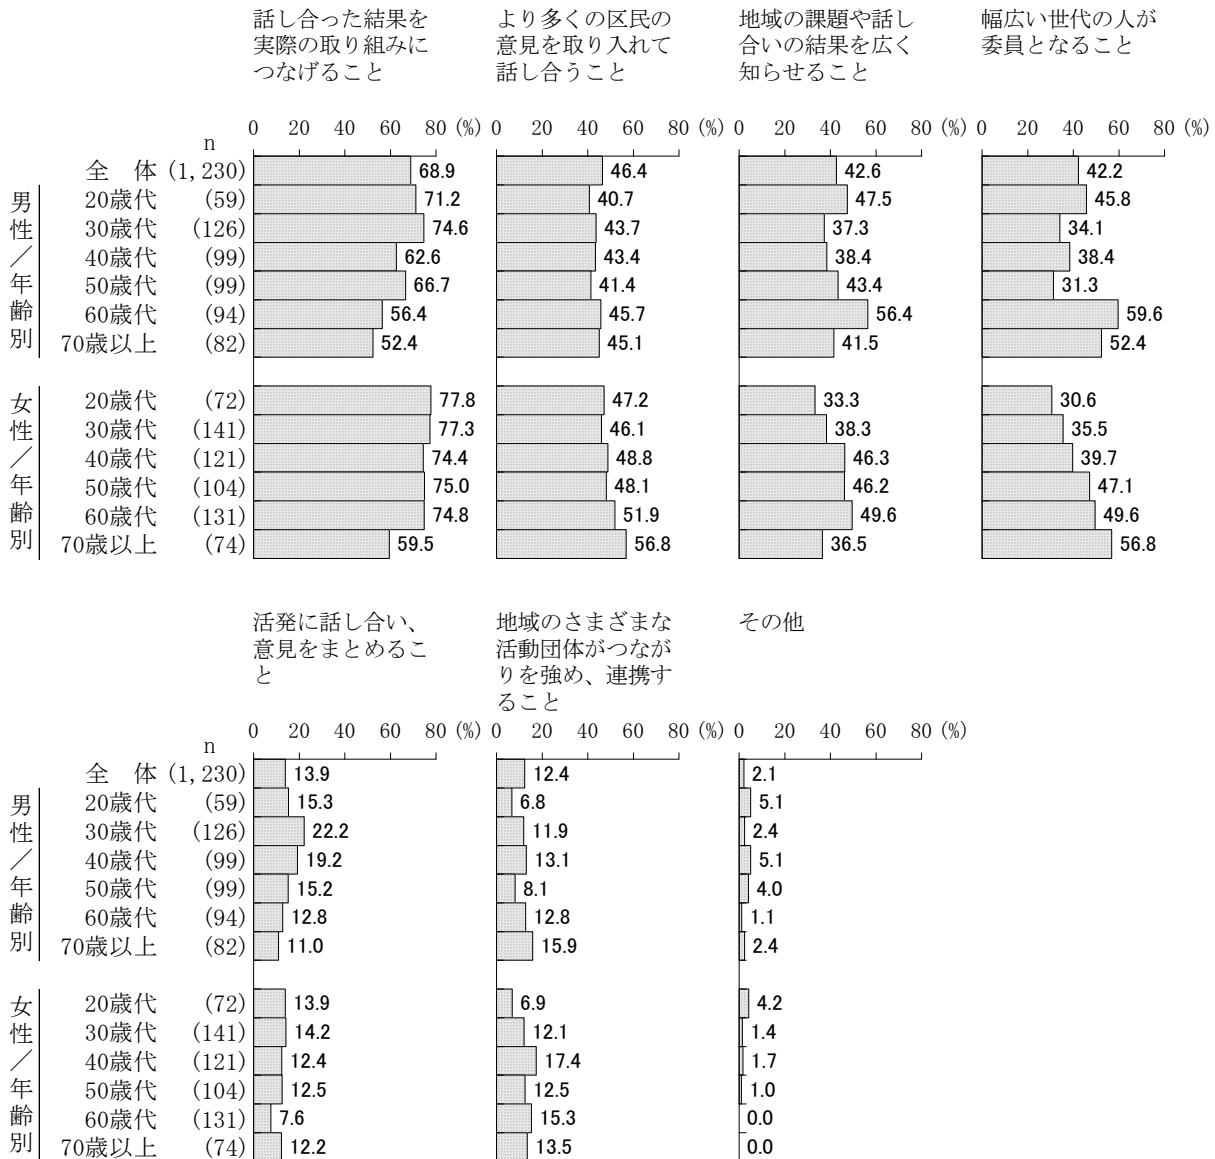 話し合った結果を
実際の取り組みに
つなげること
より多くの区民の
意見を取り入れて
話し合うこと
地域の課題や話し
合いの結果を広く
知らせること
幅広い世代の人が
委員となること
0 20 40 60 80 (%) 0 20 40 60 80 (%) 0 20 40 60 80 (%) 0 20 40 60 80 (%)
n
全 体 (1,230) 68.9 46.4 42.6 42.2
男性/年齢別
20歳代 (59) 71.2 40.7 47.5 45.8
30歳代 (126) 74.6 43.7 37.3 34.1
40歳代 (99) 62.6 43.4 38.4 38.4
50歳代 (99) 66.7 41.4 43.4 31.3
60歳代 (94) 56.4 45.7 56.4 59.6
70歳以上 (82) 52.4 45.1 41.5 52.4
女性/年齢別
20歳代 (72) 77.8 47.2 33.3 30.6
30歳代 (141) 77.3 46.1 38.3 35.5
40歳代 (121) 74.4 48.8 46.3 39.7
50歳代 (104) 75.0 48.1 46.2 47.1
60歳代 (131) 74.8 51.9 49.6 49.6
70歳以上 (74) 59.5 56.8 36.5 56.8
活発に話し合い、
意見をまとめるこ
と
地域のさまざまな
活動団体がつなが
りを強め、連携す
ること
その他
0 20 40 60 80 (%) 0 20 40 60 80 (%) 0 20 40 60 80 (%)
n
全 体 (1,230) 13.9 12.4 2.1
男性/年齢別
20歳代 (59) 15.3 6.8 5.1
30歳代 (126) 22.2 11.9 2.4
40歳代 (99) 19.2 13.1 5.1
50歳代 (99) 15.2 8.1 4.0
60歳代 (94) 12.8 12.8 1.1
70歳以上 (82) 11.0 15.9 2.4
女性/年齢別
20歳代 (72) 13.9 6.9 4.2
30歳代 (141) 14.2 12.1 1.4
40歳代 (121) 12.4 17.4 1.7
50歳代 (104) 12.5 12.5 1.0
60歳代 (131) 7.6 15.3 0.0
70歳以上 (74) 12.2 13.5 0.0